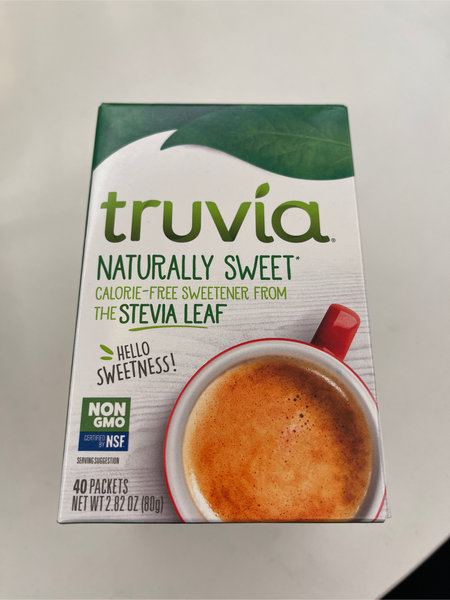 truvia®
NATURALLY SWEET*
CALORIE-FREE SWEETENER FROM
THE STEVIA LEAF
HELLO
SWEETNESS!
NON
GMO
CERTIFIED
BY NSF
SERVING SUGGESTION
40 PACKETS
NET WT 2.82 OZ (80g)